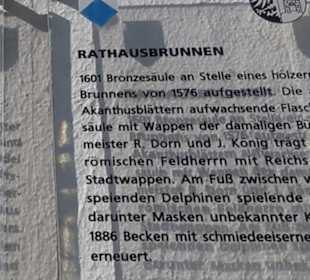 RATHAUSBRUNNEN
1601 Bronzesäule an Stelle eines hölzer
Brunnens von 1576 aufgestellt. Die
Akanthusblättern aufwachsende Flasc
säule mit Wappen der damaligen Bü
meister R. Dorn und J. König trägt
römischen Feldherrn mit Reichs
Stadtwappen. Am Fuß zwischen v
speienden Delphinen spielende
darunter Masken unbekannter K
1886 Becken mit schmiedeeiserne
erneuert.